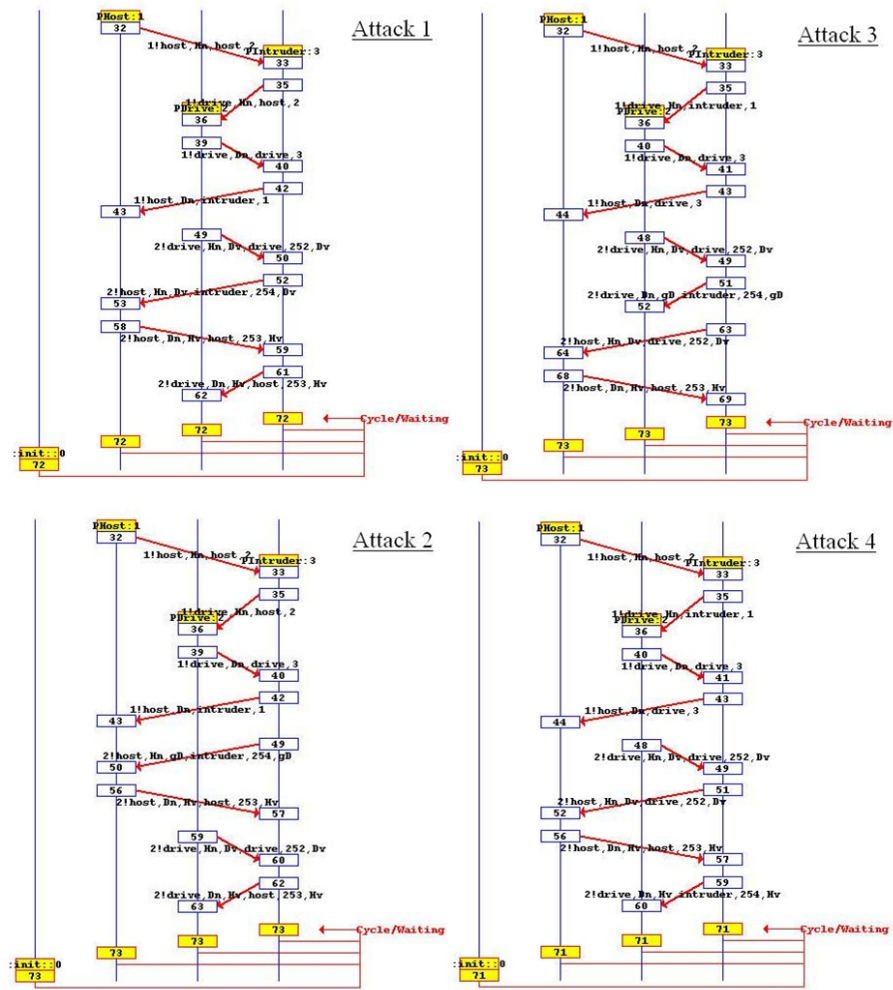 Attack 1
PHost:1
32
1!host,Hn,host,2
PIntruder:3
33
35
1!drive,Hn,host,2
PDrive:2
36
39
1!drive,Dn,drive,3
40
42
1!host,Dn,intruder,1
43
49
2!drive,Hn,Dv,drive,252,Dv
50
52
2!host,Hn,Dv,intruder,254,Dv
53
58
2!host,Dn,Hv,host,253,Hv
59
61
2!drive,Dn,Hv,host,253,Hv
62
72
Cycle/Waiting
72
72
:init::0
72
Attack 3
PHost:1
32
1!host,Hn,host,2
PIntruder:3
33
35
1!drive,Hn,intruder,1
PDrive:2
36
40
1!drive,Dn,drive,3
41
43
1!host,Dn,drive,3
44
48
2!drive,Hn,Dv,drive,252,Dv
49
51
2!drive,Dn,gD,intruder,254,gD
52
63
2!host,Hn,Dv,drive,252,Dv
64
68
2!host,Dn,Hv,host,253,Hv
69
73
Cycle/Waiting
73
73
:init::0
73
Attack 2
PHost:1
32
1!host,Hn,host,2
PIntruder:3
33
35
1!drive,Hn,host,2
PDrive:2
36
39
1!drive,Dn,drive,3
40
42
1!host,Dn,intruder,1
43
49
2!host,Hn,gD,intruder,254,gD
50
56
2!host,Dn,Hv,host,253,Hv
57
59
2!drive,Hn,Dv,drive,252,Dv
60
62
2!drive,Dn,Hv,host,253,Hv
63
73
Cycle/Waiting
73
73
:init::0
73
Attack 4
PHost:1
32
1!host,Hn,host,2
PIntruder:3
33
35
1!drive,Hn,intruder,1
PDrive:2
36
40
1!drive,Dn,drive,3
41
43
1!host,Dn,drive,3
44
48
2!drive,Hn,Dv,drive,252,Dv
49
51
2!host,Hn,Dv,drive,252,Dv
52
56
2!host,Dn,Hv,host,253,Hv
57
59
2!drive,Dn,Hv,intruder,254,Hv
60
71
Cycle/Waiting
71
71
:init::0
71